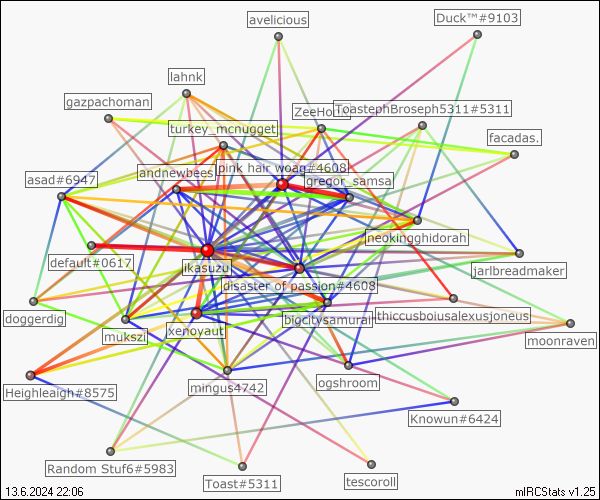 avelicious
Duck™#9103
lahnk
gazpachoman
ToastephBroseph5311#5311
turkey_mcnugget
facadas.
andnewbees
pink hair woag#4608
asad#6947
gregor_samsa
neokingghidorah
default#0617
ikasuzu
jarlbreadmaker
disaster of passion#4608
doggerdig
mukszi
xenoyaut
bigcitysamurai
thiccusboiusalexusjoneus
moonraven
Heighleaigh#8575
mingus4742
ogshroom
Knowun#6424
Random Stuf6#5983
Toast#5311
tescoroll
13.6.2024 22:06
mIRCStats v1.25